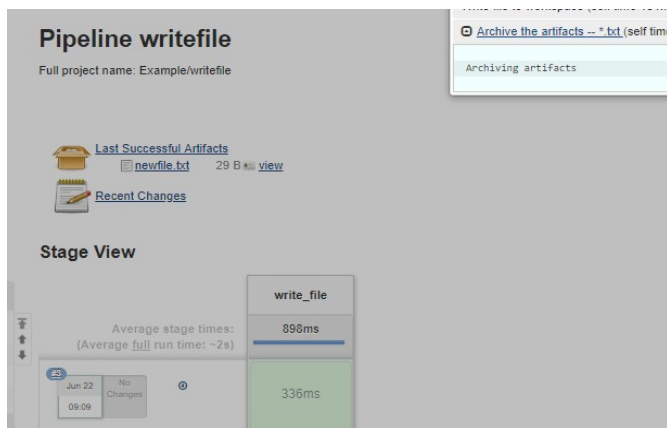 Pipeline writefile
Full project name: Example/writefile
Archive the artifacts -- *.txt (self tim
Archiving artifacts
Last Successful Artifacts
newfile.txt 29 B view
Recent Changes
Stage View
write_file
Average stage times: 898ms
(Average full run time: ~2s)
Jun 22 No
Changes
09:09
336ms